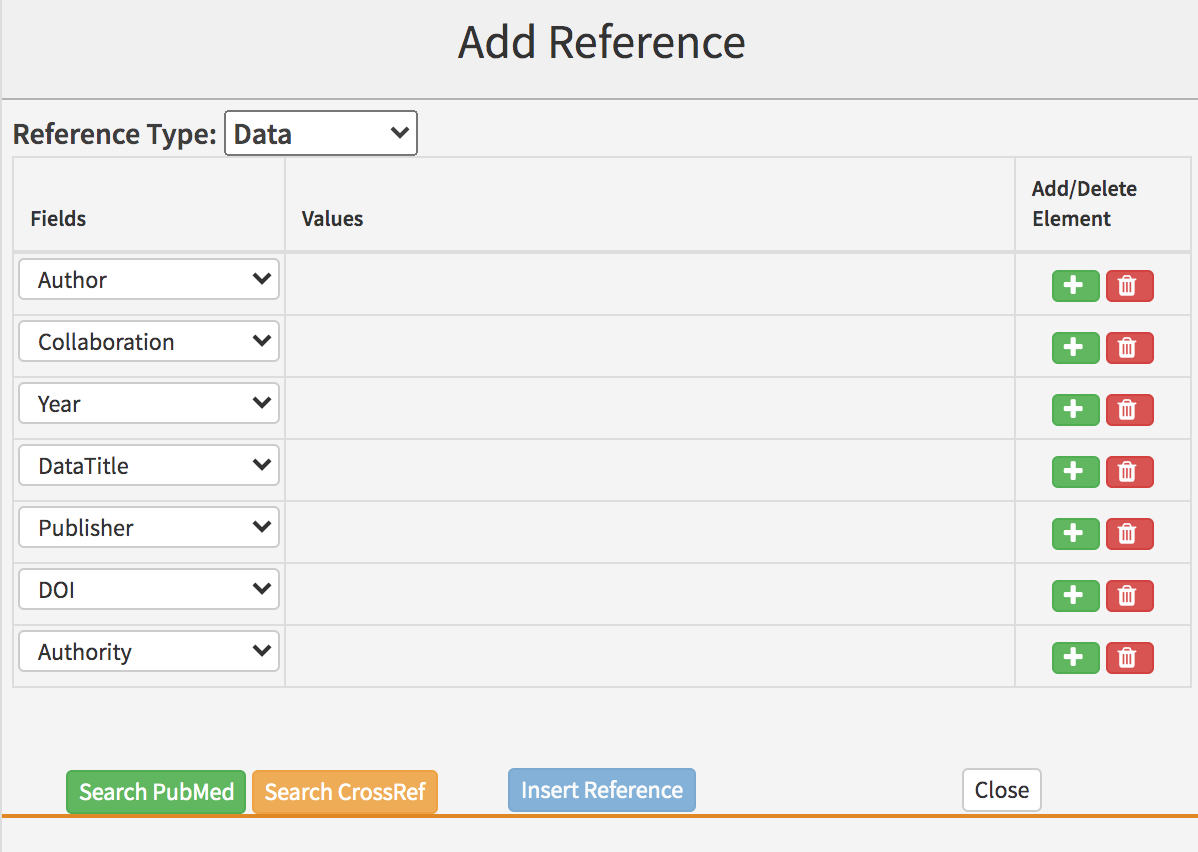 Add Reference
Reference Type: Data
Fields
Values
Add/Delete
Element
Author
Collaboration
Year
DataTitle
Publisher
DOI
Authority
Search PubMed
Search CrossRef
Insert Reference
Close